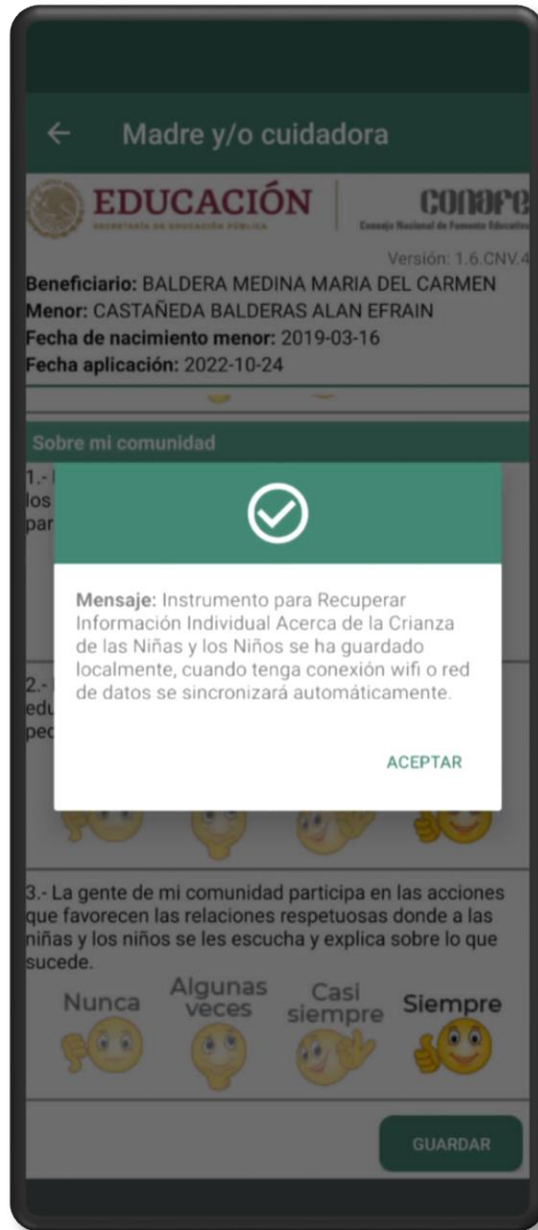 Madre y/o cuidadora
EDUCACIÓN
SECRETARÍA DE EDUCACIÓN PÚBLICA
CONAFE
Consejo Nacional de Fomento Educativo
Versión: 1.6.CNV.4
Beneficiario: BALDERA MEDINA MARIA DEL CARMEN
Menor: CASTAÑEDA BALDERAS ALAN EFRAIN
Fecha de nacimiento menor: 2019-03-16
Fecha aplicación: 2022-10-24
Sobre mi comunidad
1.-
los
par
Mensaje: Instrumento para Recuperar
Información Individual Acerca de la Crianza
de las Niñas y los Niños se ha guardado
localmente, cuando tenga conexión wifi o red
de datos se sincronizará automáticamente.
ACEPTAR
2.-
edu
ped
3.- La gente de mi comunidad participa en las acciones
que favorecen las relaciones respetuosas donde a las
niñas y los niños se les escucha y explica sobre lo que
sucede.
Nunca Algunas veces Casi siempre Siempre
GUARDAR